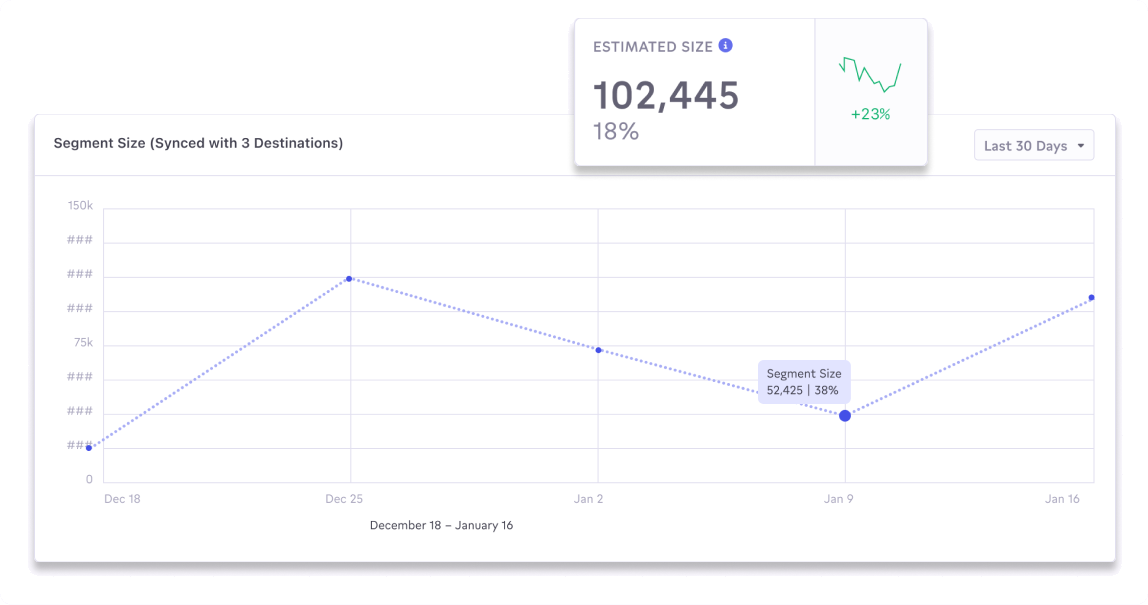 ESTIMATED SIZE
102,445
18%
+23%
Segment Size (Synced with 3 Destinations)
Last 30 Days
150k
###
###
###
75k
###
###
###
0
Segment Size
52,425 | 38%
Dec 18
Dec 25
Jan 2
Jan 9
Jan 16
December 18 – January 16